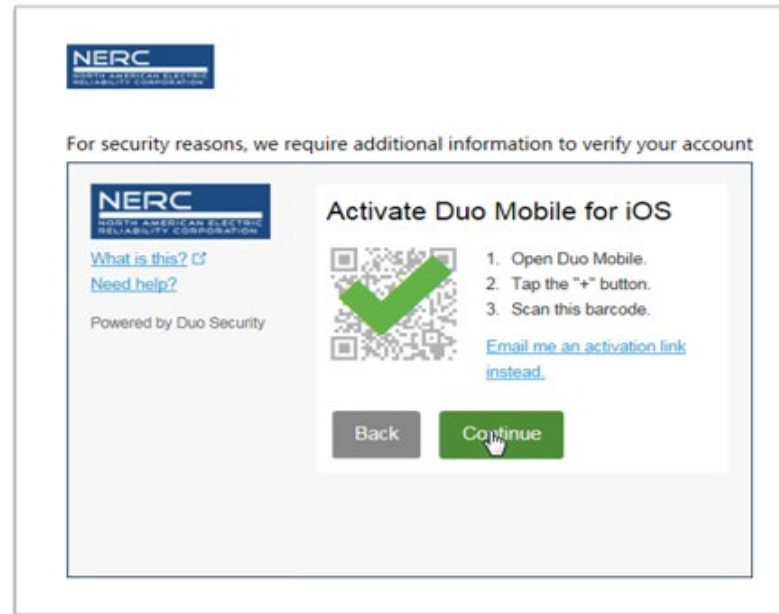 NERC
NORTH AMERICAN ELECTRIC
RELIABILITY CORPORATION
For security reasons, we require additional information to verify your account
NERC
NORTH AMERICAN ELECTRIC
RELIABILITY CORPORATION
What is this?
Need help?
Powered by Duo Security
Activate Duo Mobile for iOS
1. Open Duo Mobile.
2. Tap the "+" button.
3. Scan this barcode.
Email me an activation link
instead.
Back
Continue